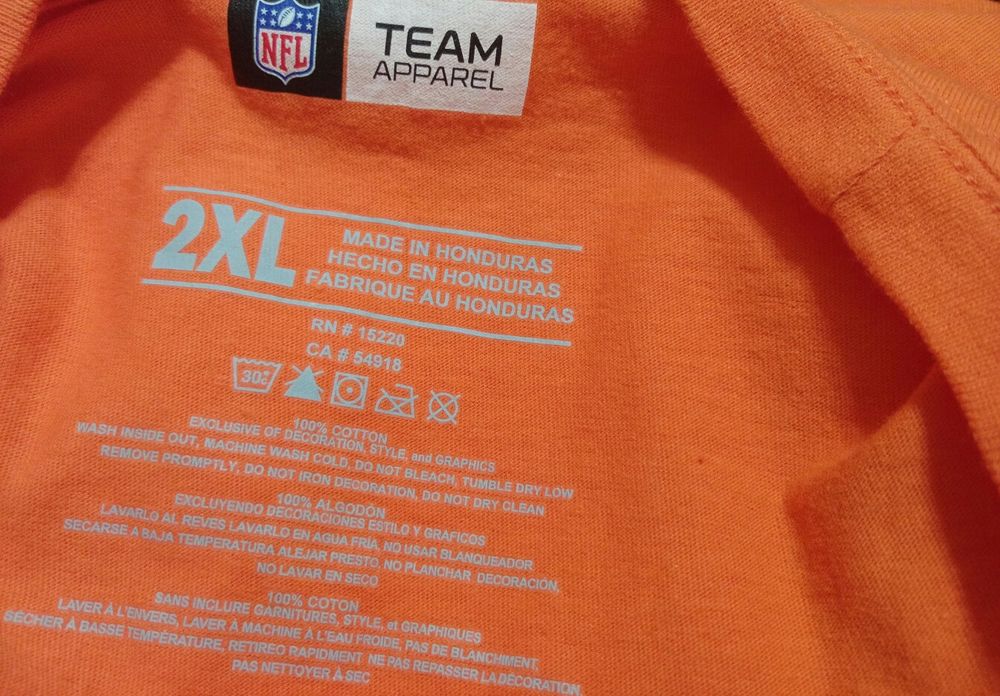 NFL
TEAM
APPAREL
2XL
MADE IN HONDURAS
HECHO EN HONDURAS
FABRIQUE AU HONDURAS
RN # 15220
CA # 54918
30c
100% COTTON
EXCLUSIVE OF DECORATION, STYLE, and GRAPHICS
WASH INSIDE OUT, MACHINE WASH COLD, DO NOT BLEACH, TUMBLE DRY LOW
REMOVE PROMPTLY, DO NOT IRON DECORATION, DO NOT DRY CLEAN
100% ALGODÓN
EXCLUYENDO DECORACIONES ESTILO Y GRAFICOS
LAVARLO AL REVES LAVARLO EN AGUA FRIA, NO USAR BLANQUEADOR
SECARSE A BAJA TEMPERATURA ALEJAR PRESTO, NO PLANCHAR DECORACIÓN,
NO LAVAR EN SECO
100% COTON
SANS INCLURE GARNITURES, STYLE, et GRAPHIQUES
LAVER À L'ENVERS, LAVER À MACHINE À L'EAU FROIDE, PAS DE BLANCHIMENT,
SÉCHER À BASSE TEMPÉRATURE, RETIREO RAPIDMENT NE PAS REPASSER LA DÉCORATION,
PAS NETTOYER À SEC